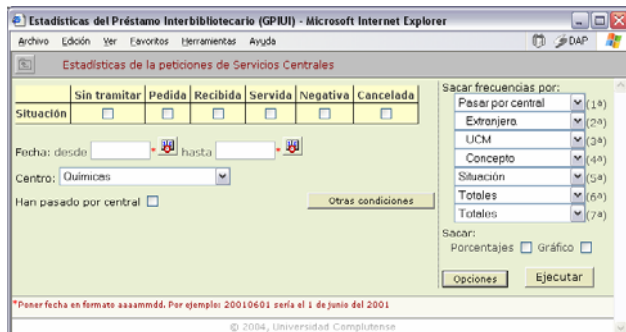 Estadísticas del Préstamo Interbibliotecario (GPIUI) - Microsoft Internet Explorer
Archivo Edición Ver Favoritos Herramientas Ayuda DAP
Estadísticas de la peticiones de Servicios Centrales
Sin tramitar Pedida Recibida Servida Negativa Cancelada
Situación
Fecha: desde * hasta *
Centro: Químicas
Han pasado por central
Otras condiciones
Sacar frecuencias por:
Pasar por central (1ª)
Extranjero (2ª)
UCM (3ª)
Concepto (4ª)
Situación (5ª)
Totales (6ª)
Totales (7ª)
Sacar:
Porcentajes Gráfico
Opciones Ejecutar
*Poner fecha en formato aaaammdd. Por ejemplo: 20010601 sería el 1 de junio del 2001
© 2004, Universidad Complutense